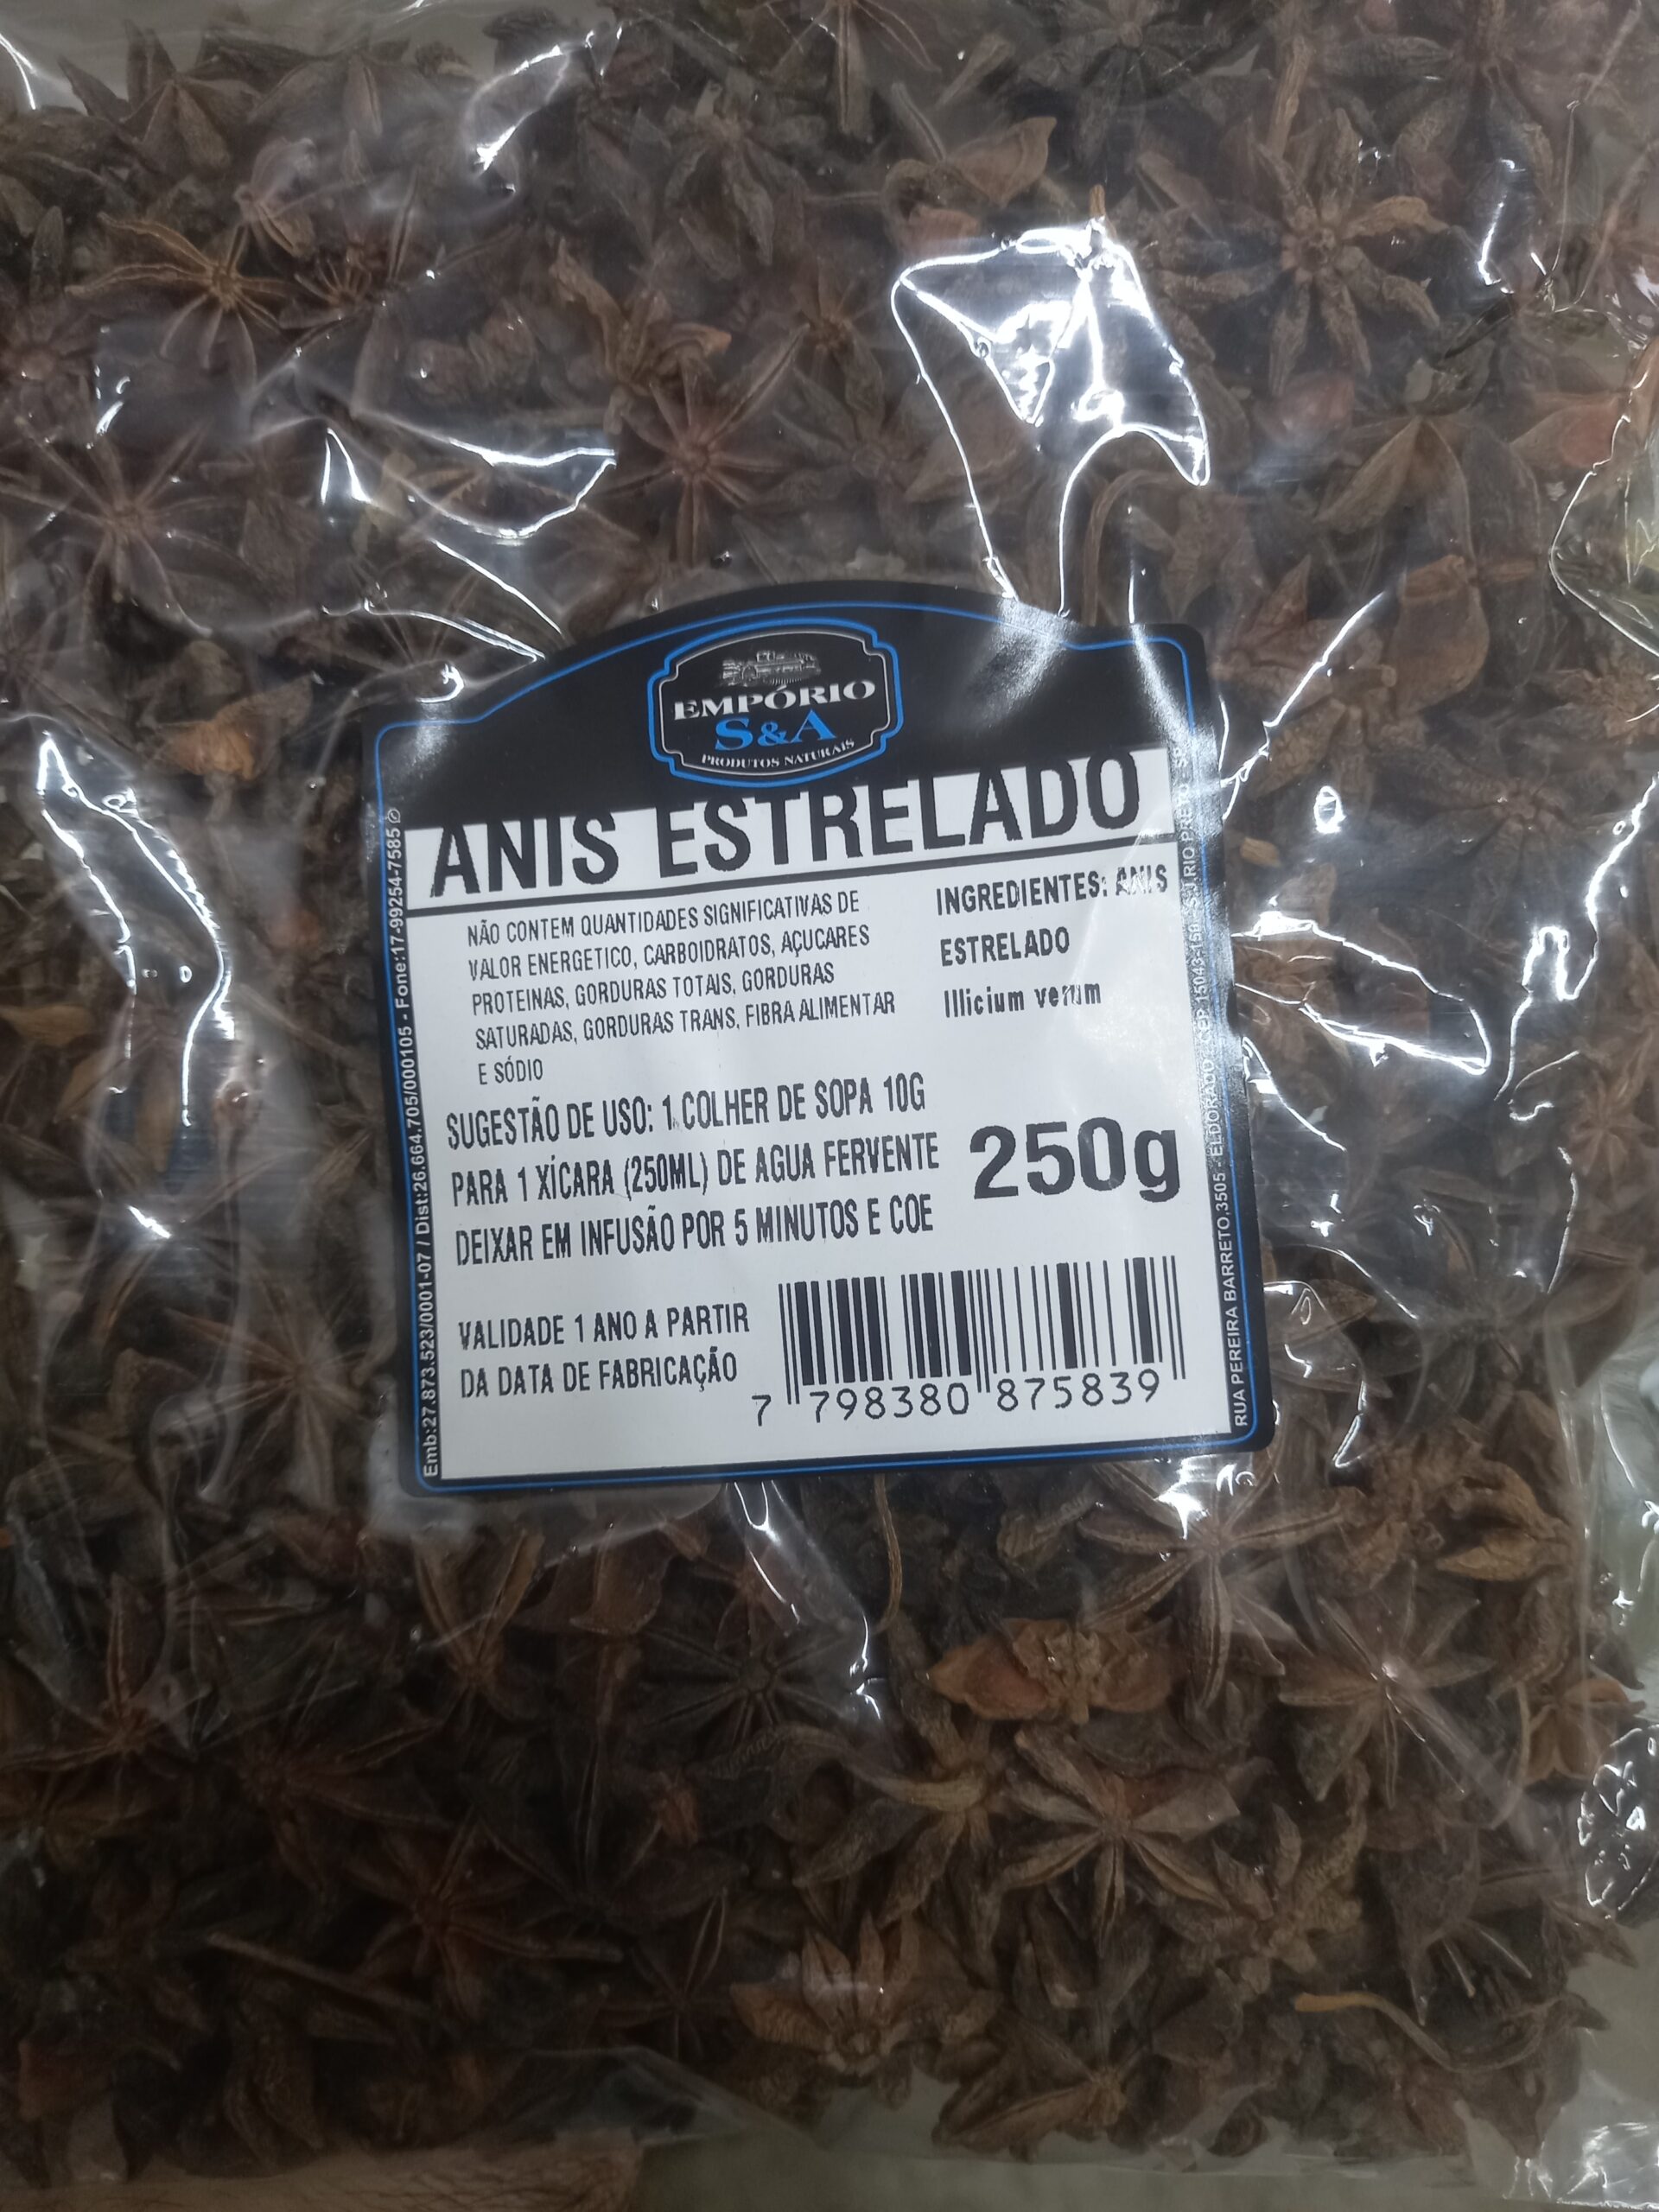 EMPÓRIO
S&A
PRODUTOS NATURAIS
ANIS ESTRELADO
NÃO CONTEM QUANTIDADES SIGNIFICATIVAS DE
VALOR ENERGETICO, CARBOIDRATOS, AÇUCARES
PROTEINAS, GORDURAS TOTAIS, GORDURAS
SATURADAS, GORDURAS TRANS, FIBRA ALIMENTAR
E SÓDIO
INGREDIENTES: ANIS
ESTRELADO
Illicium verum
SUGESTÃO DE USO: 1 COLHER DE SOPA 10G
PARA 1 XÍCARA (250ML) DE AGUA FERVENTE
DEIXAR EM INFUSÃO POR 5 MINUTOS E COE
250g
VALIDADE 1 ANO A PARTIR
DA DATA DE FABRICAÇÃO
7 798380 875839
Emb:27.873.523/0001-07 / Dist:26.664.705/000105 - Fone:17-99254-7585
RUA PEREIRA BARRETO,3505 - ELDORADO - CEP 15043-150 - S.J RIO PRETO - SP